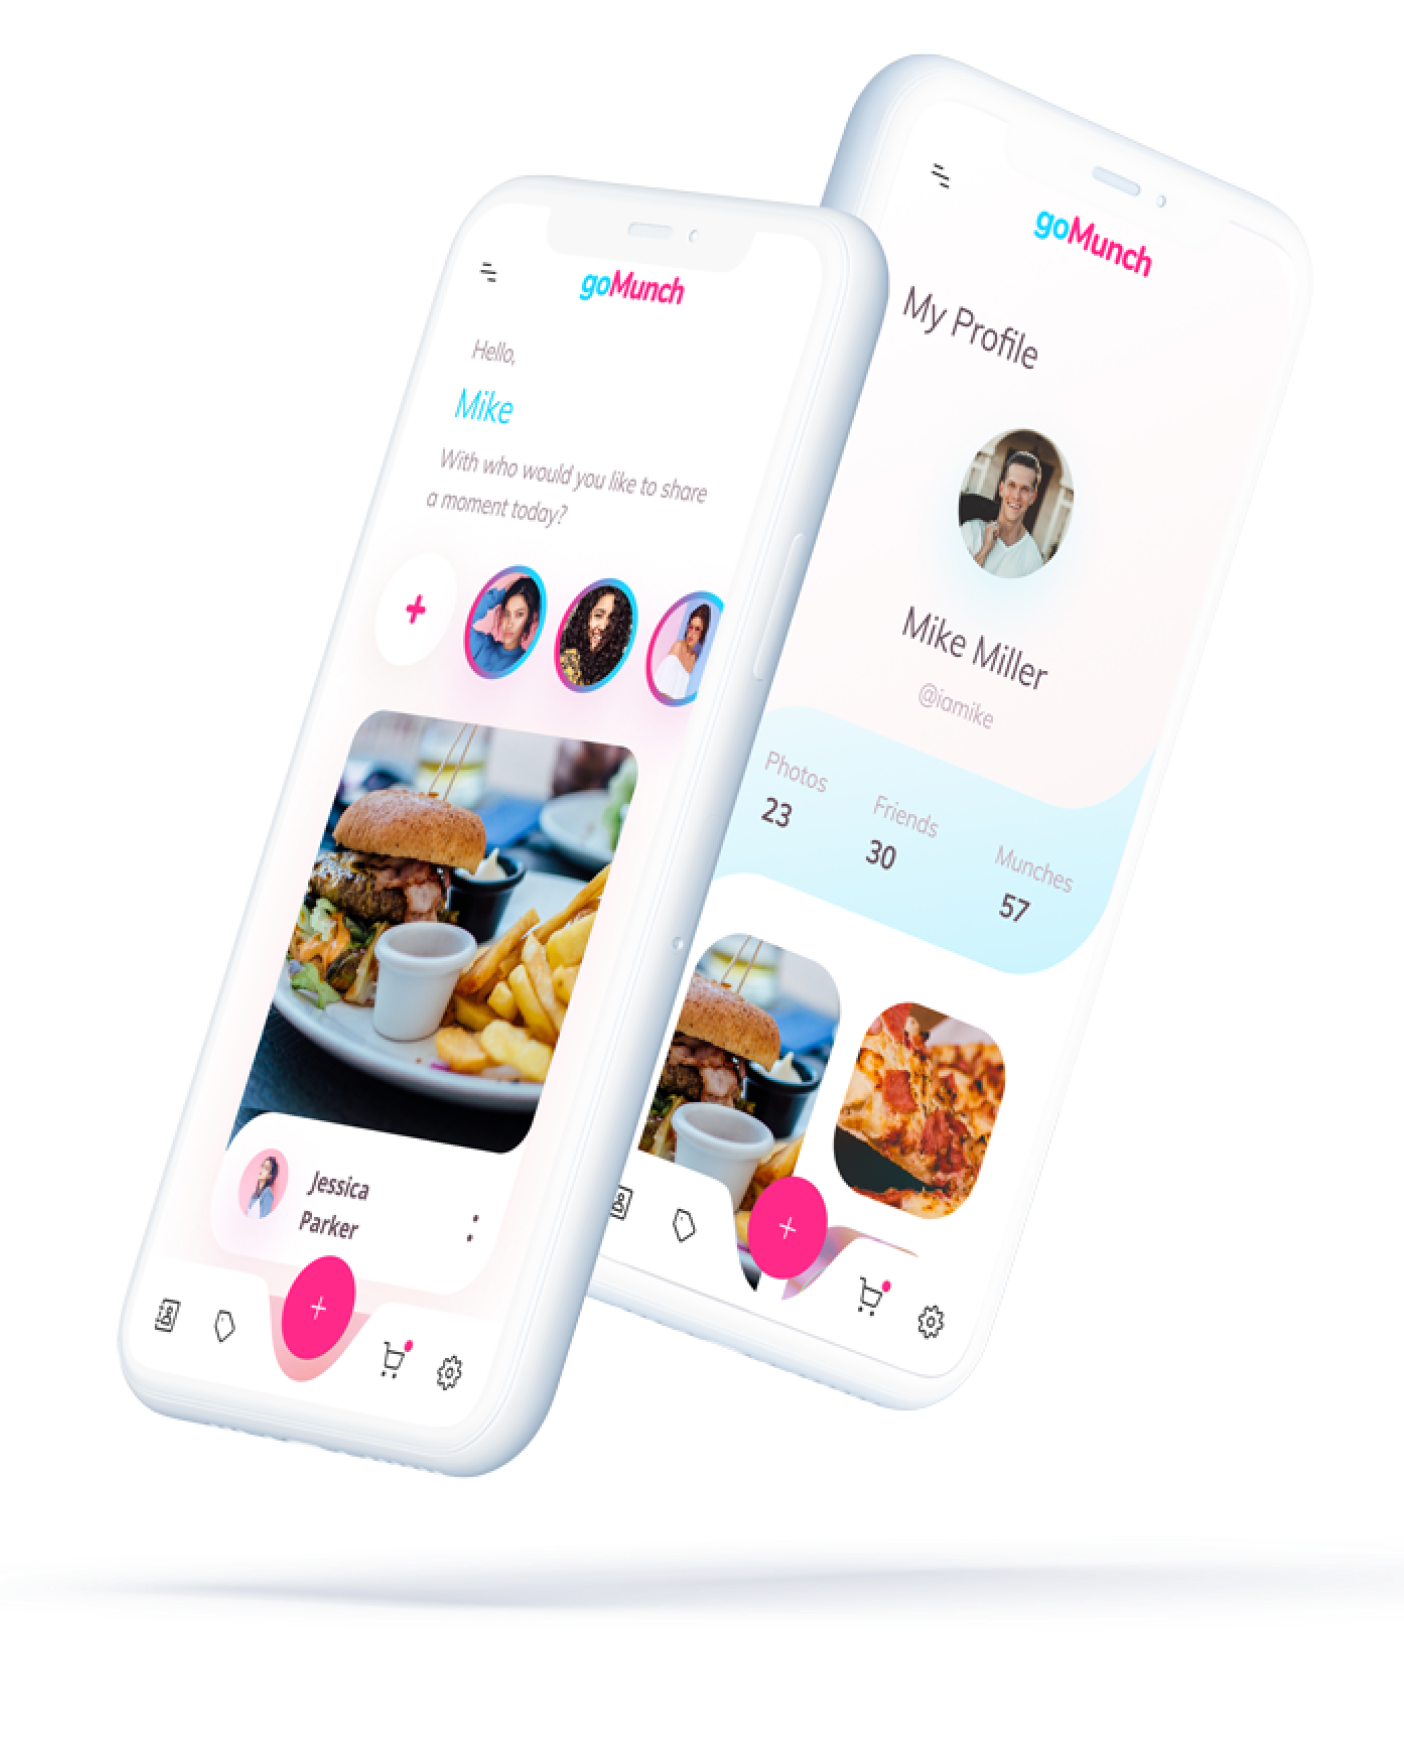 goMunch
Hello,
Mike
With who would you like to share
a moment today?
Jessica
Parker
goMunch
My Profile
Mike Miller
@iamike
Photos
23
Friends
30
Munches
57